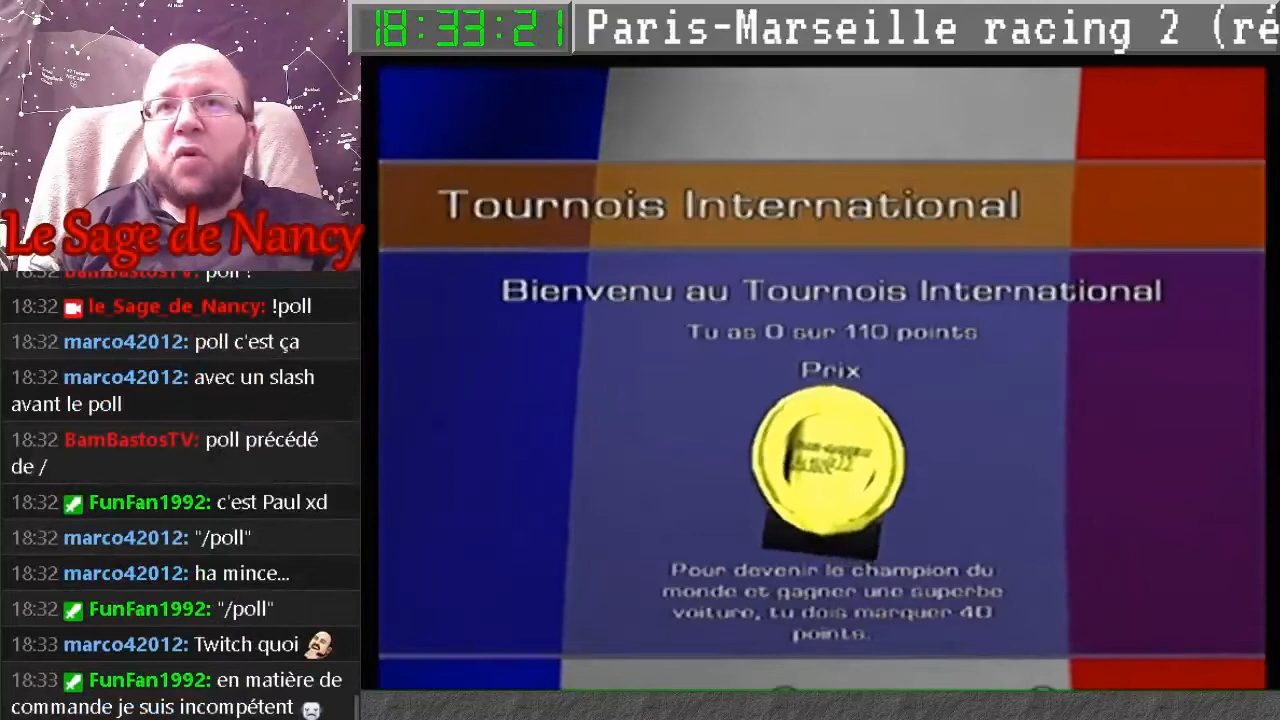 18:33:21
Paris-Marseille racing 2 (ré
Tournois International
Bienvenu au Tournois International
Tu as 0 sur 110 points
Prix
Pour devenir le champion du
monde et gagner une superbe
voiture, tu dois marquer 40
points.
Le Sage de Nancy
18:32 BamBastosTV: poll !
18:32 le_Sage_de_Nancy: !poll
18:32 marco42012: poll c'est ça
18:32 marco42012: avec un slash
avant le poll
18:32 BamBastosTV: poll précédé
de /
18:32 FunFan1992: c'est Paul xd
18:32 marco42012: "/poll"
18:32 marco42012: ha mince...
18:32 FunFan1992: "/poll"
18:33 marco42012: Twitch quoi
18:33 FunFan1992: en matière de
commande je suis incompétent